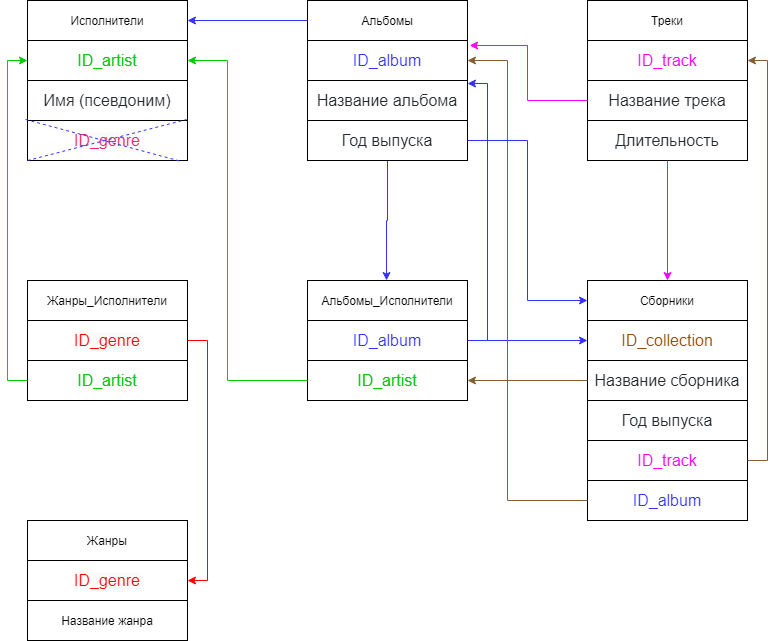 Исполнители
ID_artist
Имя (псевдоним)
ID_genre
Альбомы
ID_album
Название альбома
Год выпуска
Треки
ID_track
Название трека
Длительность
Жанры_Исполнители
ID_genre
ID_artist
Альбомы_Исполнители
ID_album
ID_artist
Сборники
ID_collection
Название сборника
Год выпуска
ID_track
ID_album
Жанры
ID_genre
Название жанра